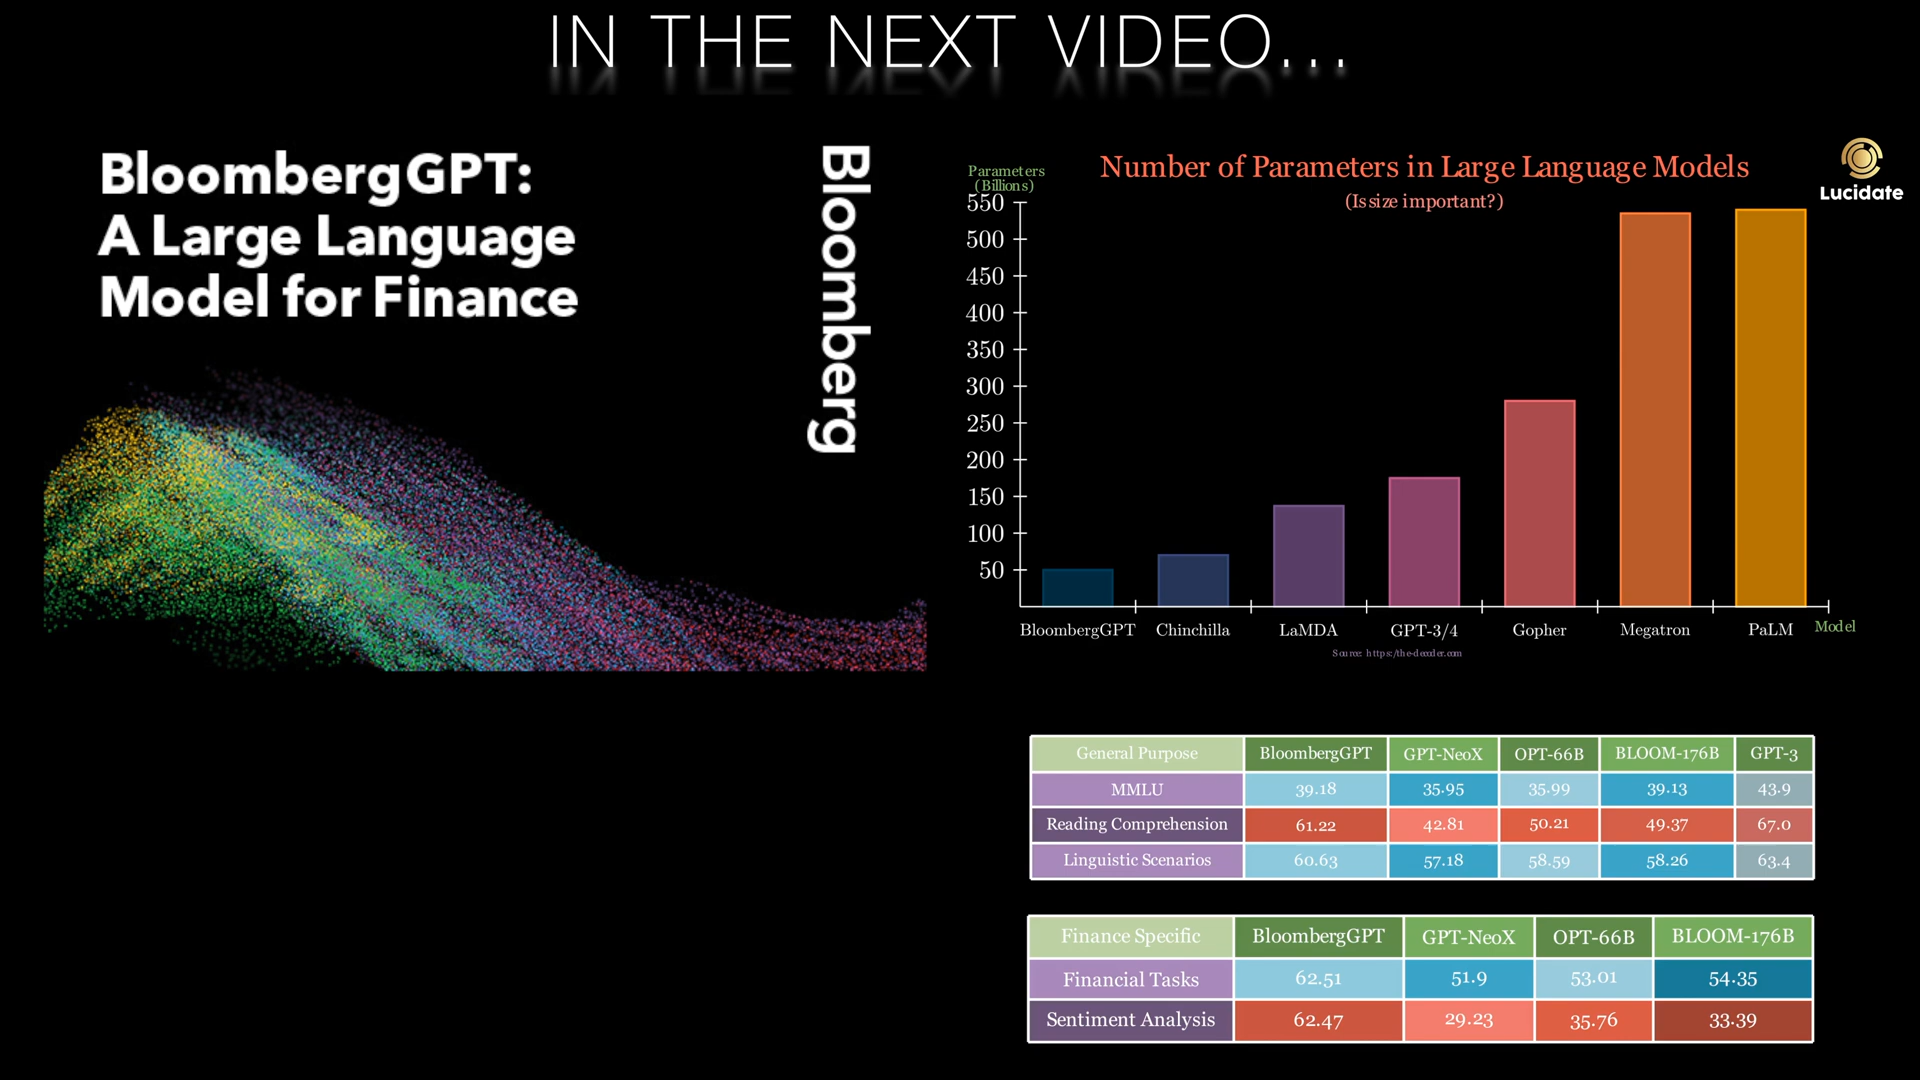 IN THE NEXT VIDEO...
BloombergGPT:
A Large Language
Model for Finance
Bloomberg
Number of Parameters in Large Language Models
(Is size important?)
Lucidate
Parameters
(Billions)
550
500
450
400
350
300
250
200
150
100
50
BloombergGPT Chinchilla LaMDA GPT-3/4 Gopher Megatron PaLM Model
Source: https:/the-decoder.com
General Purpose BloombergGPT GPT-NeoX OPT-66B BLOOM-176B GPT-3
MMLU 39.18 35.95 35.99 39.13 43.9
Reading Comprehension 61.22 42.81 50.21 49.37 67.0
Linguistic Scenarios 60.63 57.18 58.59 58.26 63.4
Finance Specific BloombergGPT GPT-NeoX OPT-66B BLOOM-176B
Financial Tasks 62.51 51.9 53.01 54.35
Sentiment Analysis 62.47 29.23 35.76 33.39